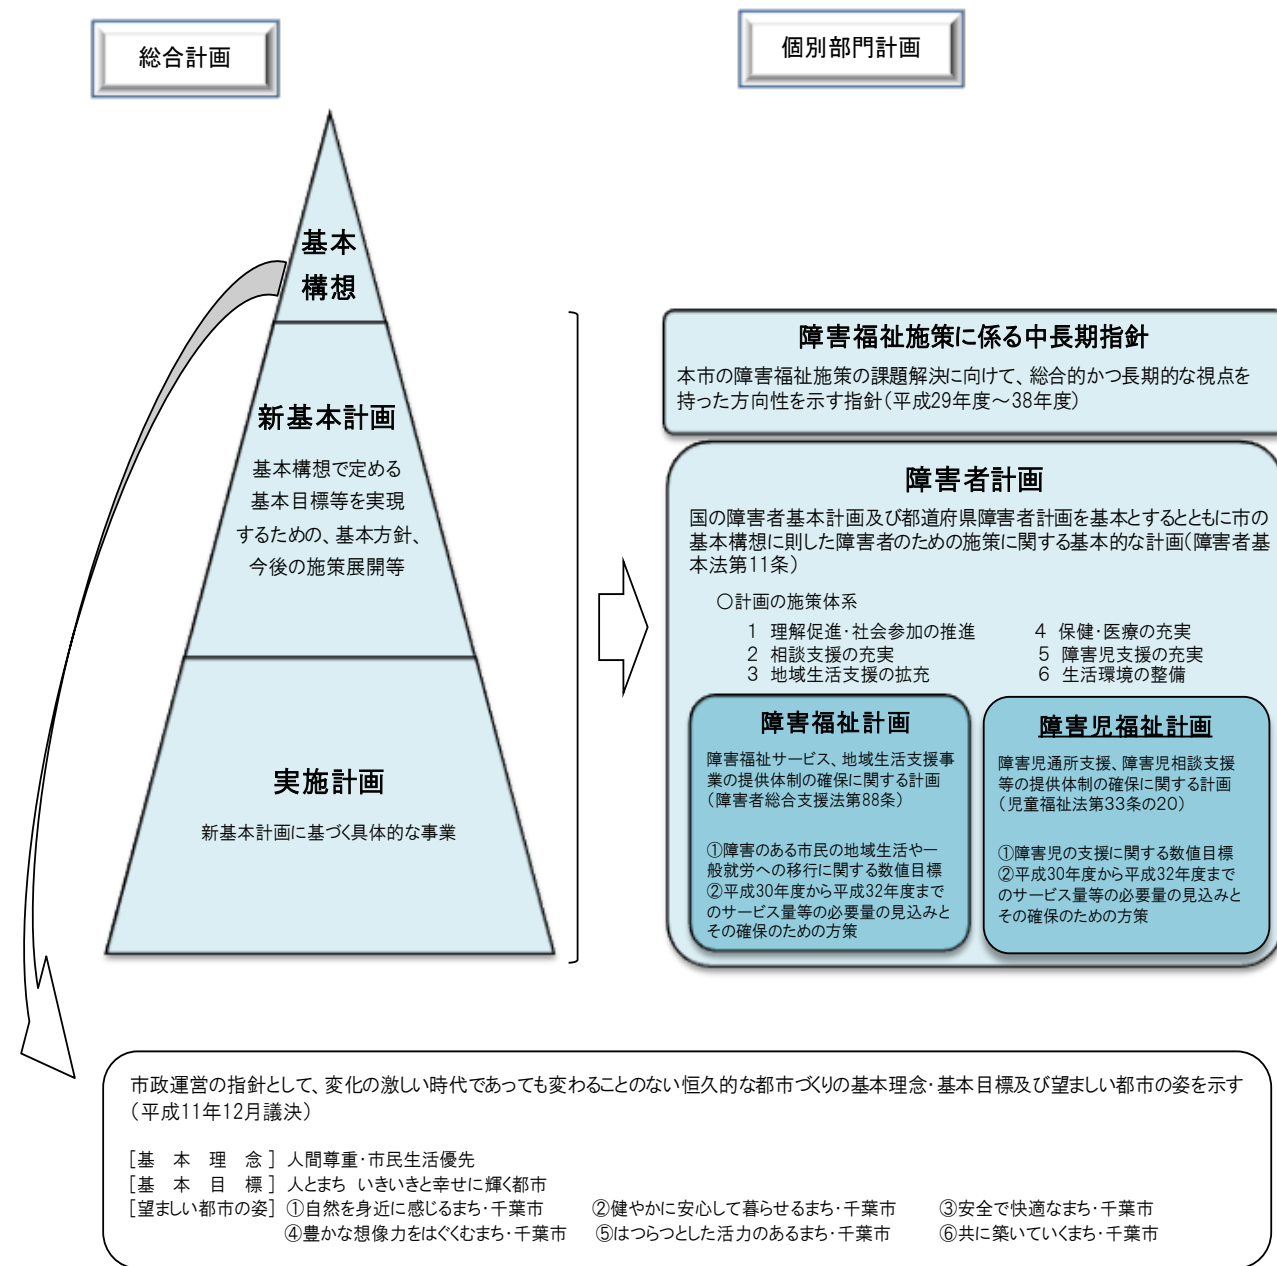 総合計画
個別部門計画
基本
構想
新基本計画
基本構想で定める
基本目標等を実現
するための、基本方針、
今後の施策展開等
実施計画
新基本計画に基づく具体的な事業
障害福祉施策に係る中長期指針
本市の障害福祉施策の課題解決に向けて、総合的かつ長期的な視点を
持った方向性を示す指針(平成29年度～38年度)
障害者計画
国の障害者基本計画及び都道府県障害者計画を基本とするとともに市の
基本構想に則した障害者のための施策に関する基本的な計画(障害者基
本法第11条)
○計画の施策体系
1 理解促進・社会参加の推進
2 相談支援の充実
3 地域生活支援の拡充
4 保健・医療の充実
5 障害児支援の充実
6 生活環境の整備
障害福祉計画
障害福祉サービス、地域生活支援事
業の提供体制の確保に関する計画
(障害者総合支援法第88条)
①障害のある市民の地域生活や一
般就労への移行に関する数値目標
②平成30年度から平成32年度まで
のサービス量等の必要量の見込みと
その確保のための方策
障害児福祉計画
障害児通所支援、障害児相談支援
等の提供体制の確保に関する計画
(児童福祉法第33条の20)
①障害児の支援に関する数値目標
②平成30年度から平成32年度まで
のサービス量等の必要量の見込みと
その確保のための方策
市政運営の指針として、変化の激しい時代であっても変わることのない恒久的な都市づくりの基本理念・基本目標及び望ましい都市の姿を示す
(平成11年12月議決)
[基 本 理 念] 人間尊重・市民生活優先
[基 本 目 標] 人とまち いきいきと幸せに輝く都市
[望ましい都市の姿] ①自然を身近に感じるまち・千葉市 ②健やかに安心して暮らせるまち・千葉市 ③安全で快適なまち・千葉市
④豊かな想像力をはぐくむまち・千葉市 ⑤はつらつとした活力のあるまち・千葉市 ⑥共に築いていくまち・千葉市